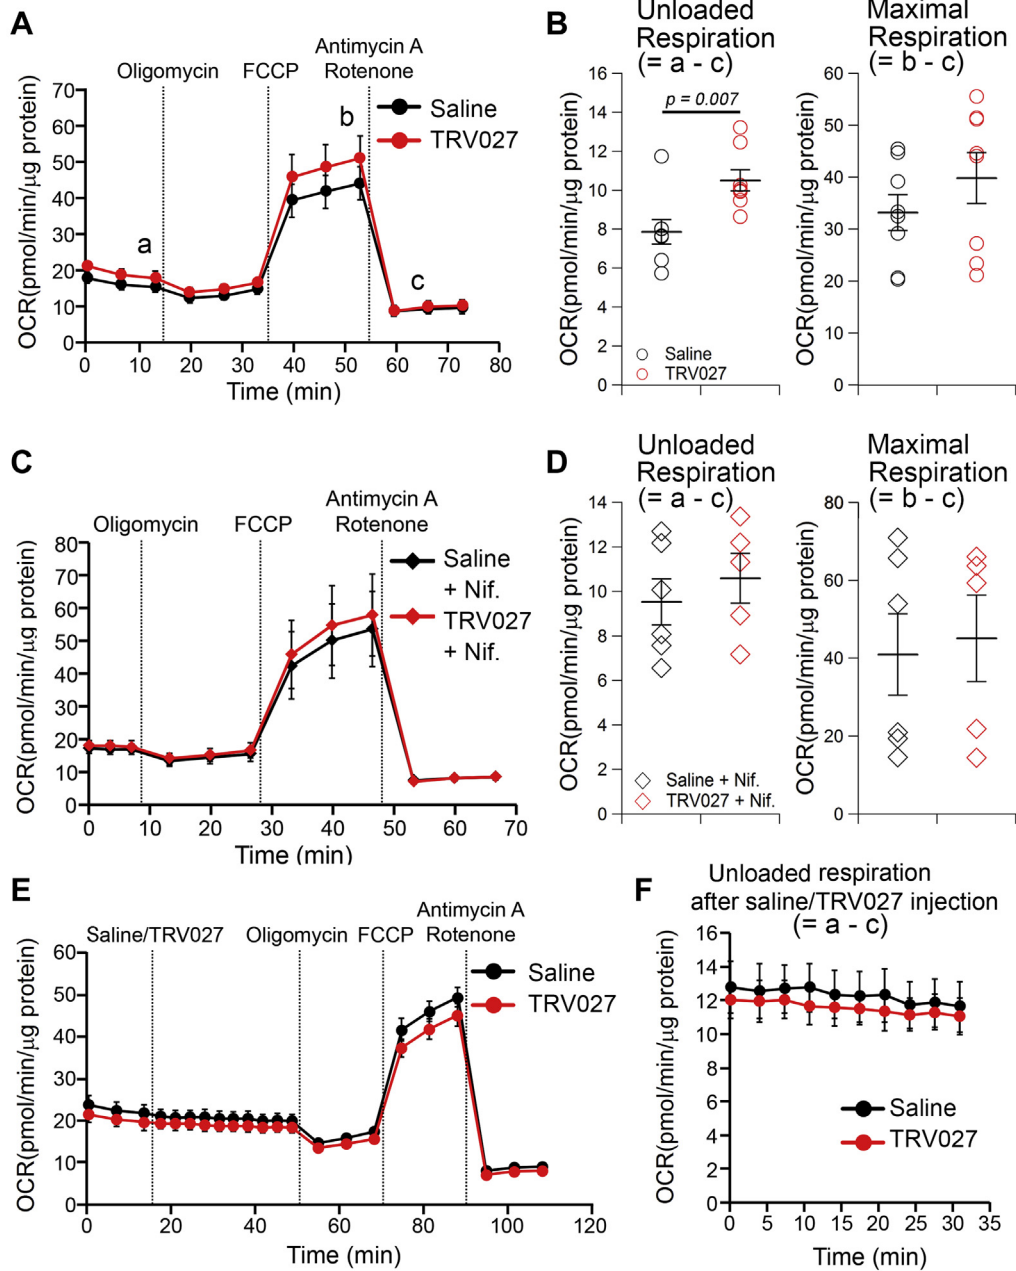 A
Antimycin A
Oligomycin FCCP Rotenone
OCR(pmol/min/µg protein)
70
60
50
40
30
20
10
0
a
b
c
Saline
TRV027
0 10 20 30 40 50 60 70 80
Time (min)
B
Unloaded
Respiration
(= a - c)
OCR(pmol/min/µg protein)
16
14
12
10
8
6
4
2
0
p = 0.007
Saline
TRV027
Maximal
Respiration
(= b - c)
OCR(pmol/min/µg protein)
60
50
40
30
20
10
0
C
Antimycin A
Oligomycin FCCP Rotenone
OCR(pmol/min/µg protein)
80
70
60
50
40
30
20
10
0
Saline
+ Nif.
TRV027
+ Nif.
0 10 20 30 40 50 60 70
Time (min)
D
Unloaded
Respiration
(= a - c)
OCR(pmol/min/µg protein)
14
12
10
8
6
4
2
0
Saline + Nif.
TRV027 + Nif.
Maximal
Respiration
(= b - c)
OCR(pmol/min/µg protein)
80
60
40
20
0
E
Antimycin A
Saline/TRV027 Oligomycin FCCP Rotenone
OCR(pmol/min/µg protein)
60
50
40
30
20
10
0
Saline
TRV027
0 20 40 60 80 100 120
Time (min)
F
Unloaded respiration
after saline/TRV027 injection
(= a - c)
OCR(pmol/min/µg protein)
16
14
12
10
8
6
4
2
0
Saline
TRV027
0 5 10 15 20 25 30 35
Time (min)